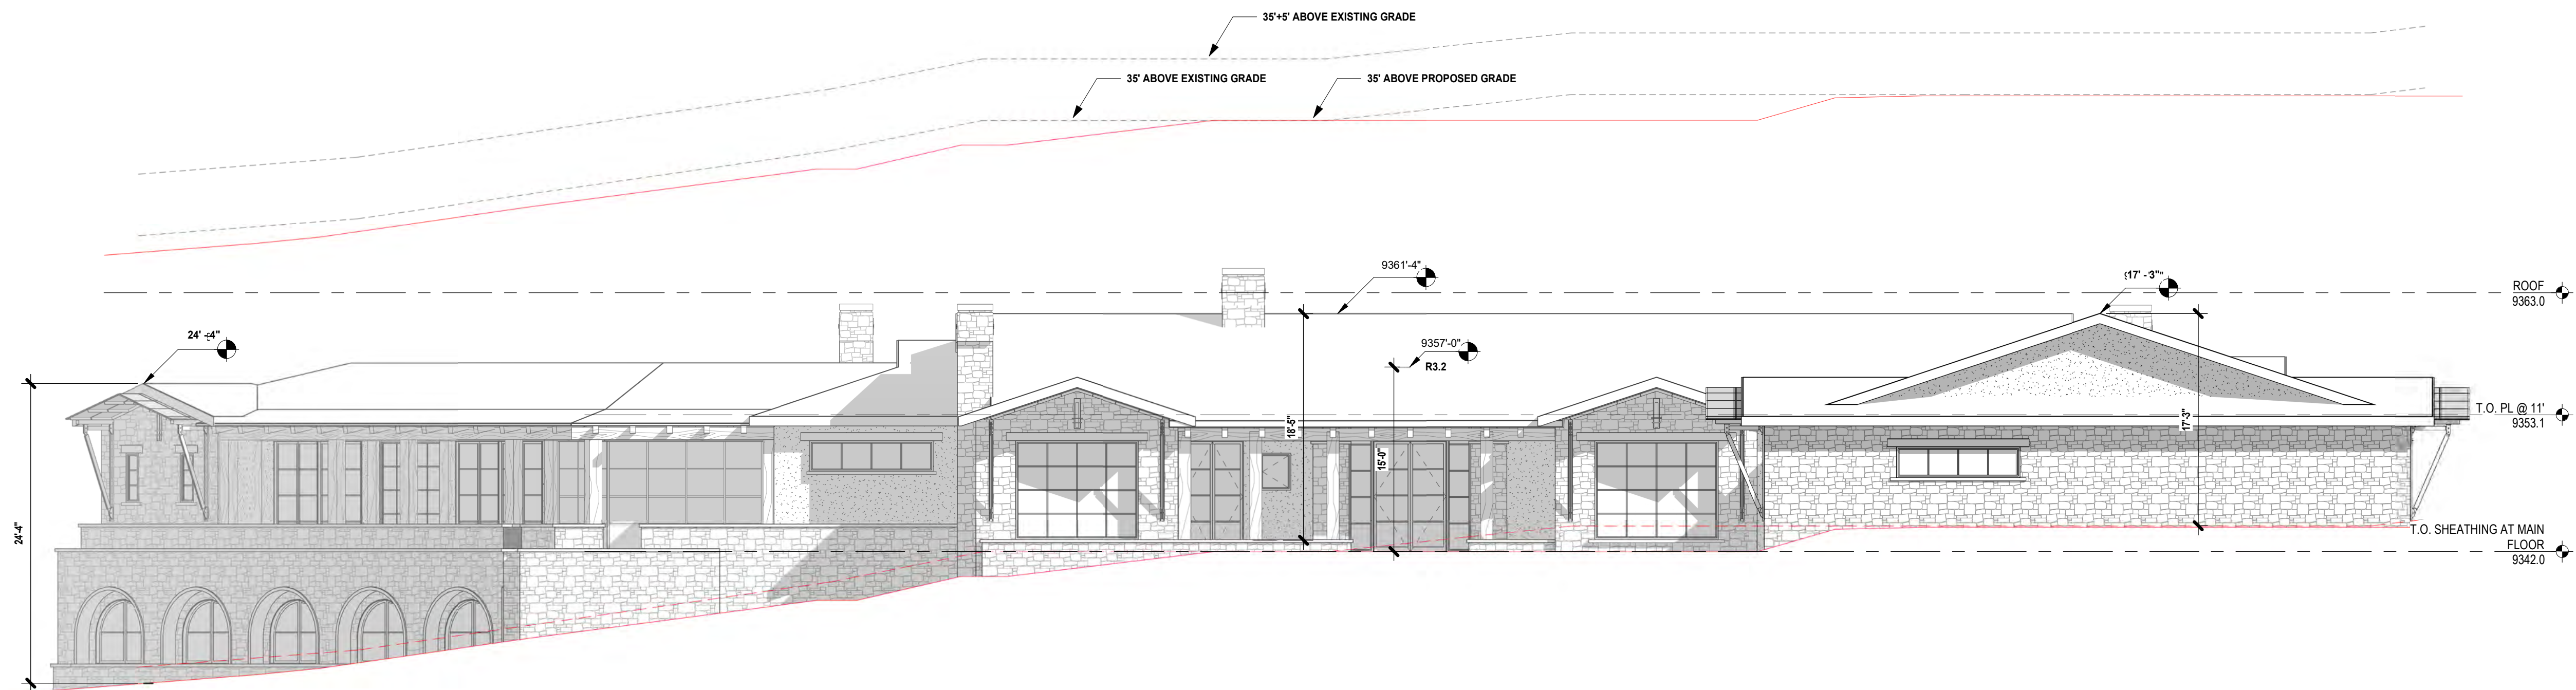 35'+5' ABOVE EXISTING GRADE
35' ABOVE EXISTING GRADE
35' ABOVE PROPOSED GRADE
9361'-4"
17' - 3"
ROOF
9363.0
24' - 4"
9357'-0"
R3.2
T.O. PL @ 11'
9353.1
18'-5"
15'-0"
17'-3"
24'-4"
T.O. SHEATHING AT MAIN
FLOOR
9342.0